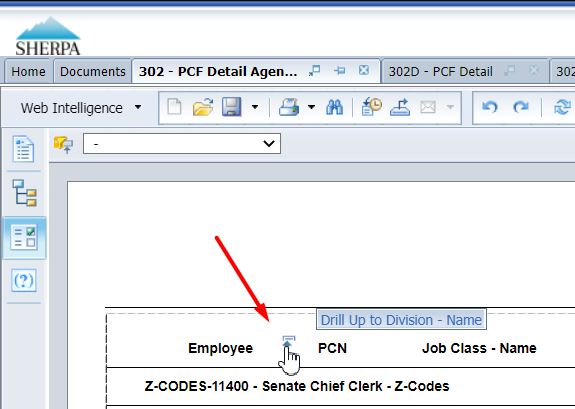 SHERPA
Home Documents 302 - PCF Detail Agen... 302D - PCF Detail 302
Web Intelligence
-
Drill Up to Division - Name
Employee PCN Job Class - Name
Z-CODES-11400 - Senate Chief Clerk - Z-Codes